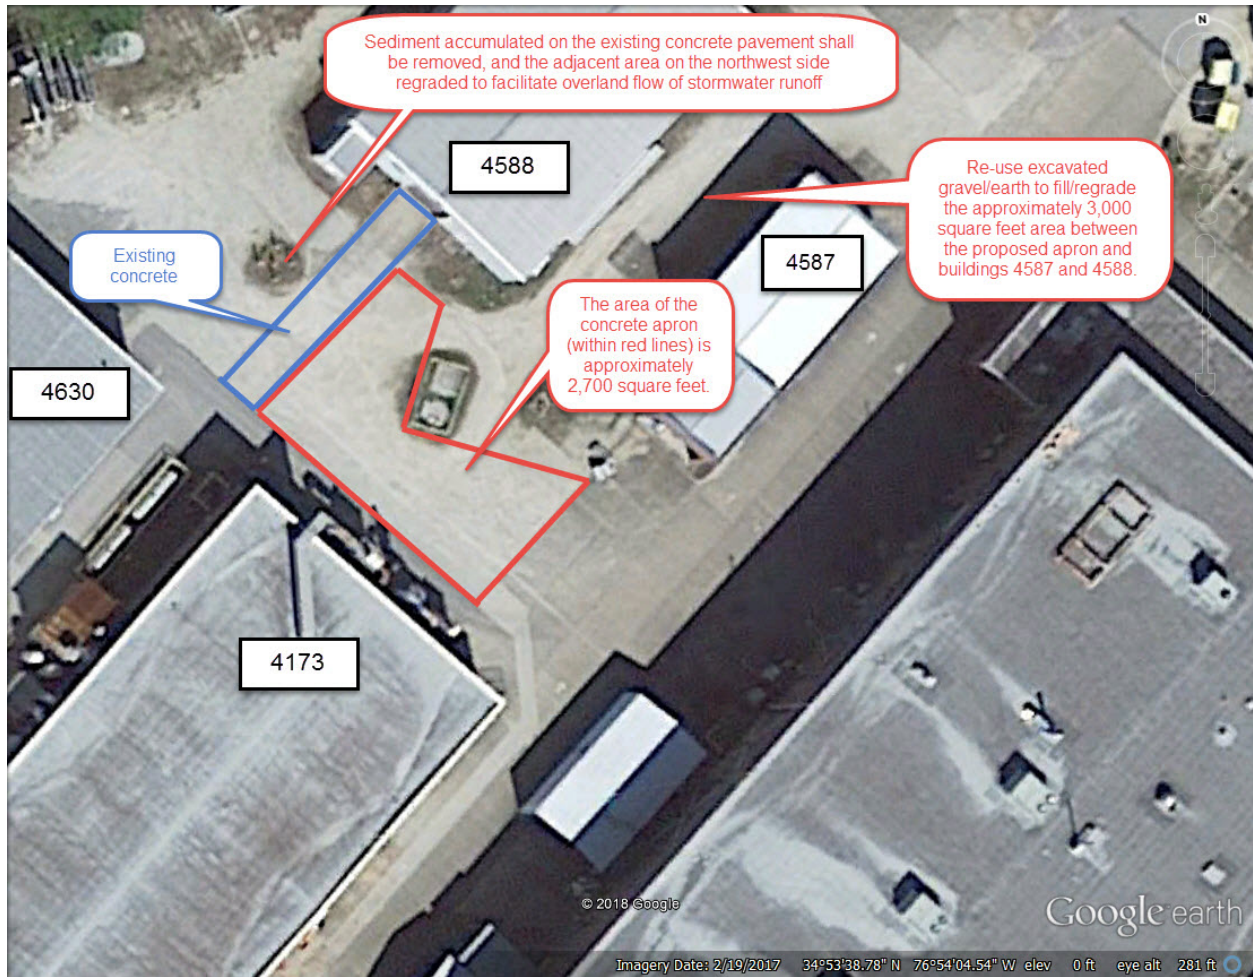 N
Sediment accumulated on the existing concrete pavement shall
be removed, and the adjacent area on the northwest side
regraded to facilitate overland flow of stormwater runoff
4588
Re-use excavated
gravel/earth to fill/regrade
the approximately 3,000
square feet area between
the proposed apron and
buildings 4587 and 4588.
4587
Existing
concrete
The area of the
concrete apron
(within red lines) is
approximately
2,700 square feet.
4630
4173
© 2018 Google
Google earth
Imagery Date: 2/19/2017 34°53'38.78" N 76°54'04.54" W elev 0 ft eye alt 281 ft